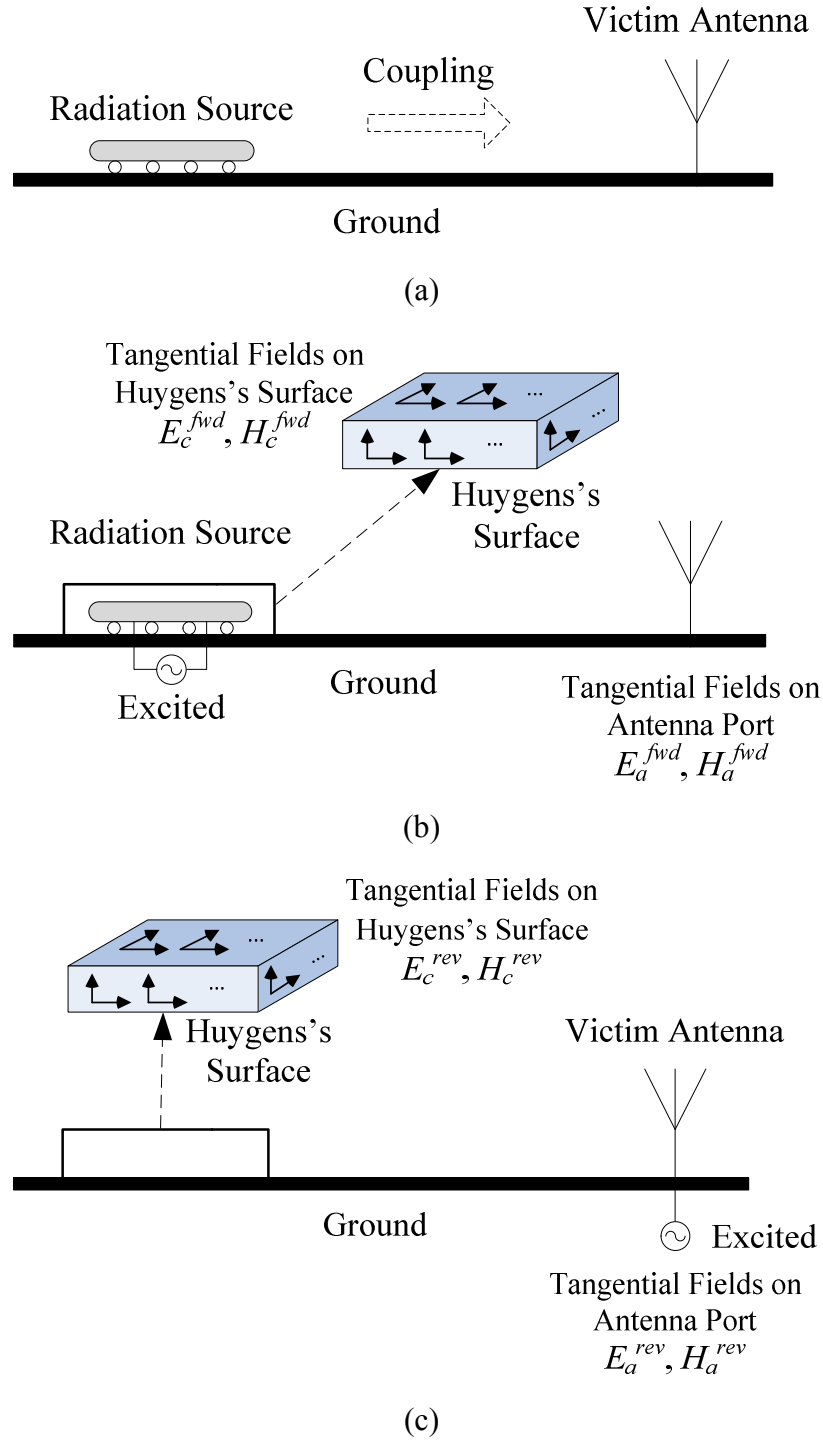 Victim Antenna
Coupling
Radiation Source
Ground
(a)
Tangential Fields on
Huygens's Surface
E_c^{fwd}, H_c^{fwd}
...
...
...
Huygens's
Surface
Radiation Source
Excited
Ground
Tangential Fields on
Antenna Port
E_a^{fwd}, H_a^{fwd}
(b)
Tangential Fields on
Huygens's Surface
E_c^{rev}, H_c^{rev}
...
...
...
Huygens's
Surface
Victim Antenna
Ground
Excited
Tangential Fields on
Antenna Port
E_a^{rev}, H_a^{rev}
(c)